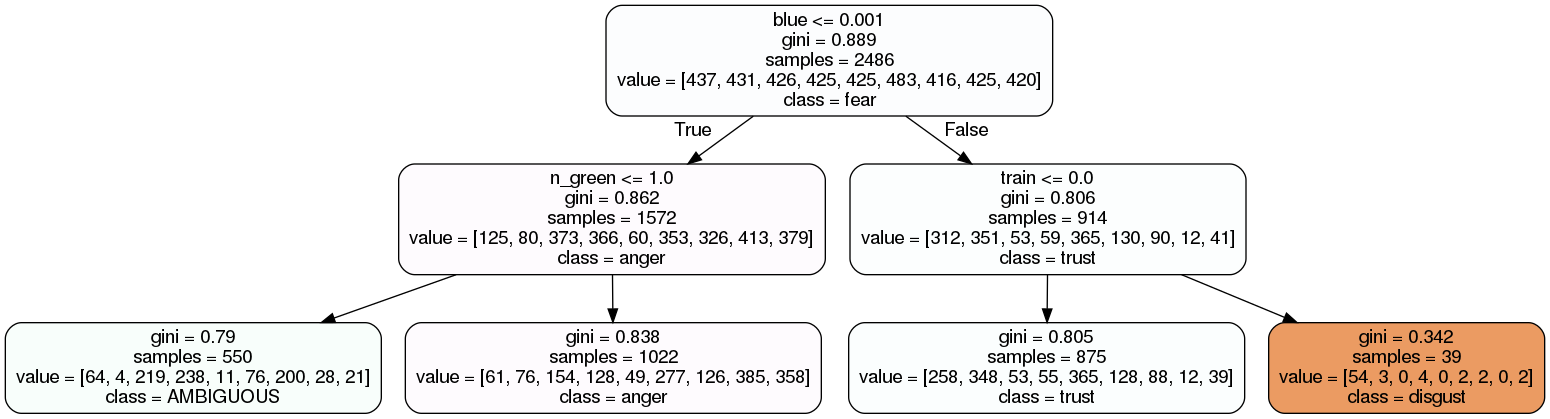 blue <= 0.001
gini = 0.889
samples = 2486
value = [437, 431, 426, 425, 425, 483, 416, 425, 420]
class = fear
True
False
n_green <= 1.0
gini = 0.862
samples = 1572
value = [125, 80, 373, 366, 60, 353, 326, 413, 379]
class = anger
train <= 0.0
gini = 0.806
samples = 914
value = [312, 351, 53, 59, 365, 130, 90, 12, 41]
class = trust
gini = 0.79
samples = 550
value = [64, 4, 219, 238, 11, 76, 200, 28, 21]
class = AMBIGUOUS
gini = 0.838
samples = 1022
value = [61, 76, 154, 128, 49, 277, 126, 385, 358]
class = anger
gini = 0.805
samples = 875
value = [258, 348, 53, 55, 365, 128, 88, 12, 39]
class = trust
gini = 0.342
samples = 39
value = [54, 3, 0, 4, 0, 2, 2, 0, 2]
class = disgust